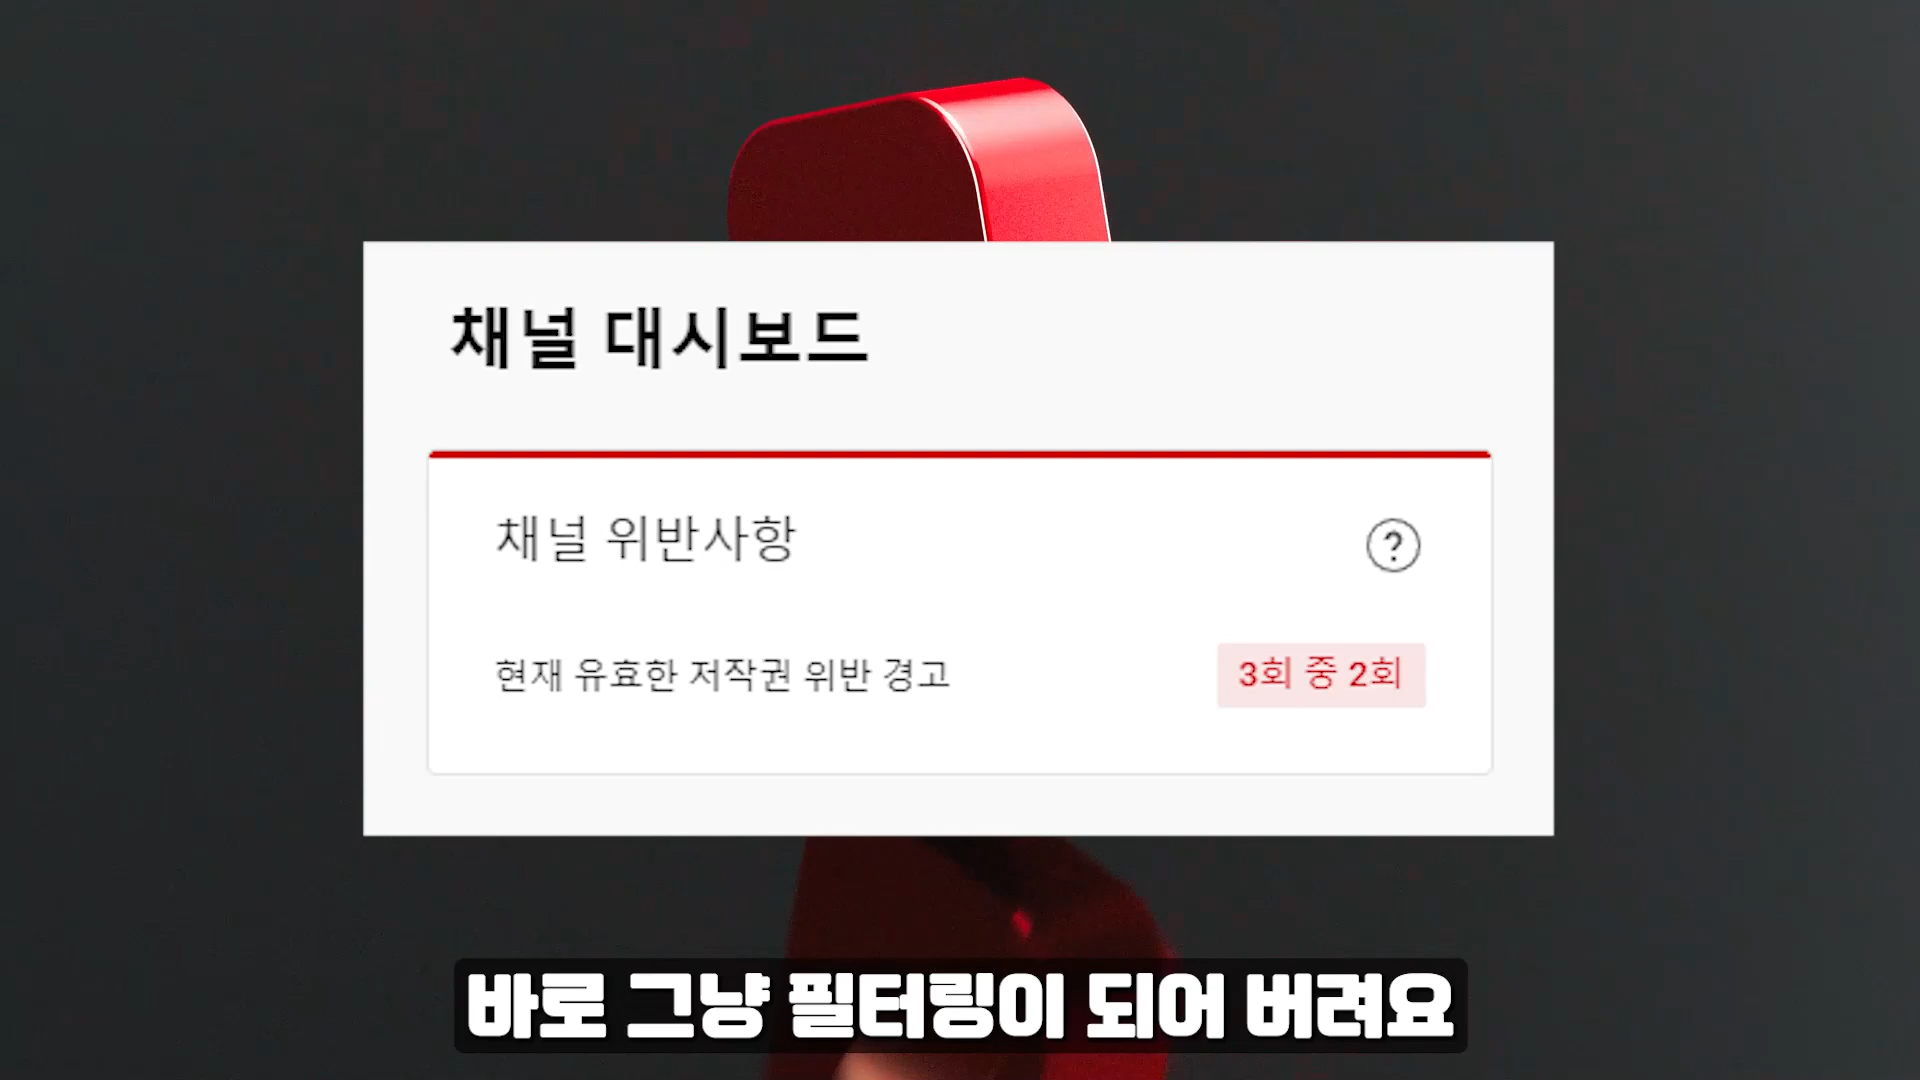 채널 대시보드
채널 위반사항
?
현재 유효한 저작권 위반 경고
3회 중 2회
바로 그냥 필터링이 되어 버려요